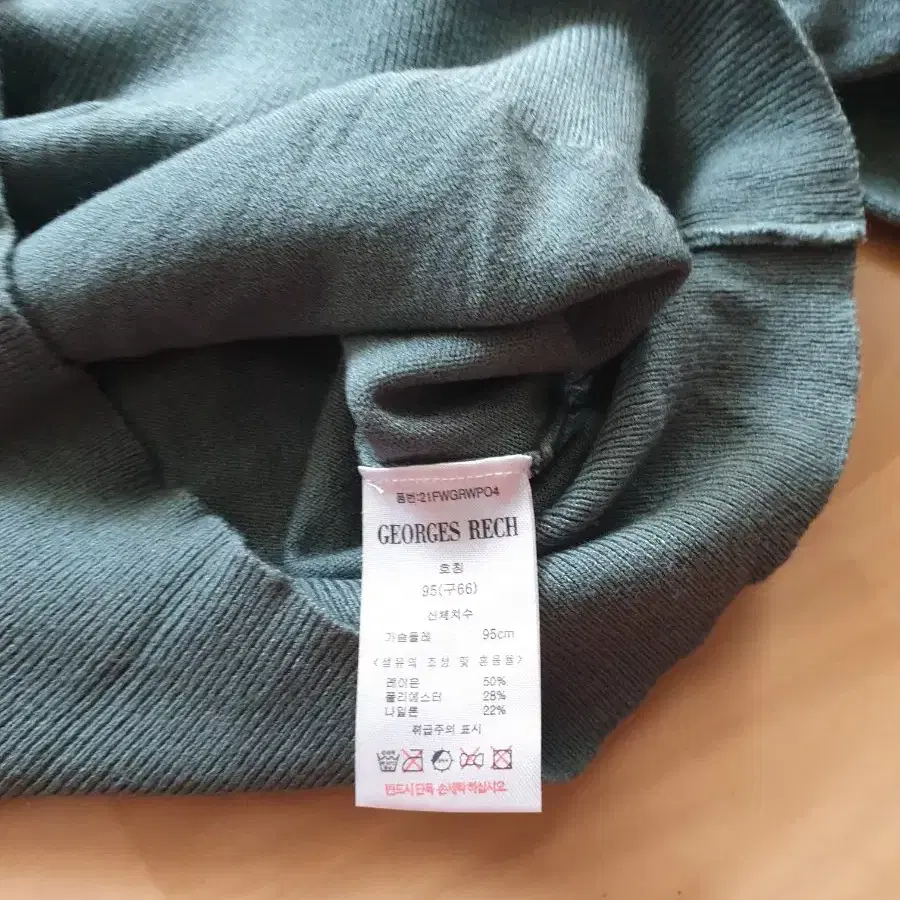 품번:21FWGRWP04
GEORGES RECH
호칭
95(구66)
신체치수
가슴둘레 95cm
<섬유의 조성 및 혼용율>
레이온 50%
폴리에스터 28%
나일론 22%
취급주의 표시
반드시 단독 손세탁 하십시오.